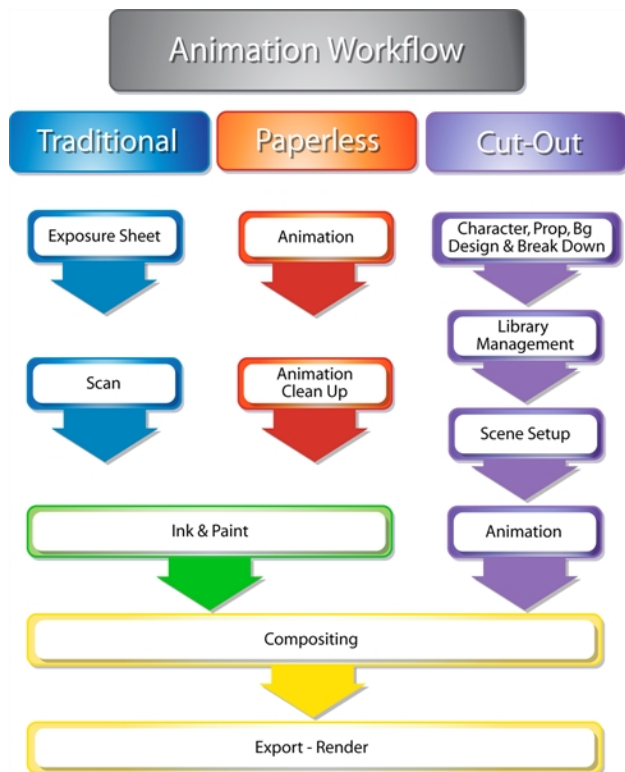 Animation Workflow
Traditional
Paperless
Cut-Out
Exposure Sheet
Animation
Character, Prop, Bg
Design & Break Down
Library
Management
Scan
Animation
Clean Up
Scene Setup
Ink & Paint
Animation
Compositing
Export - Render